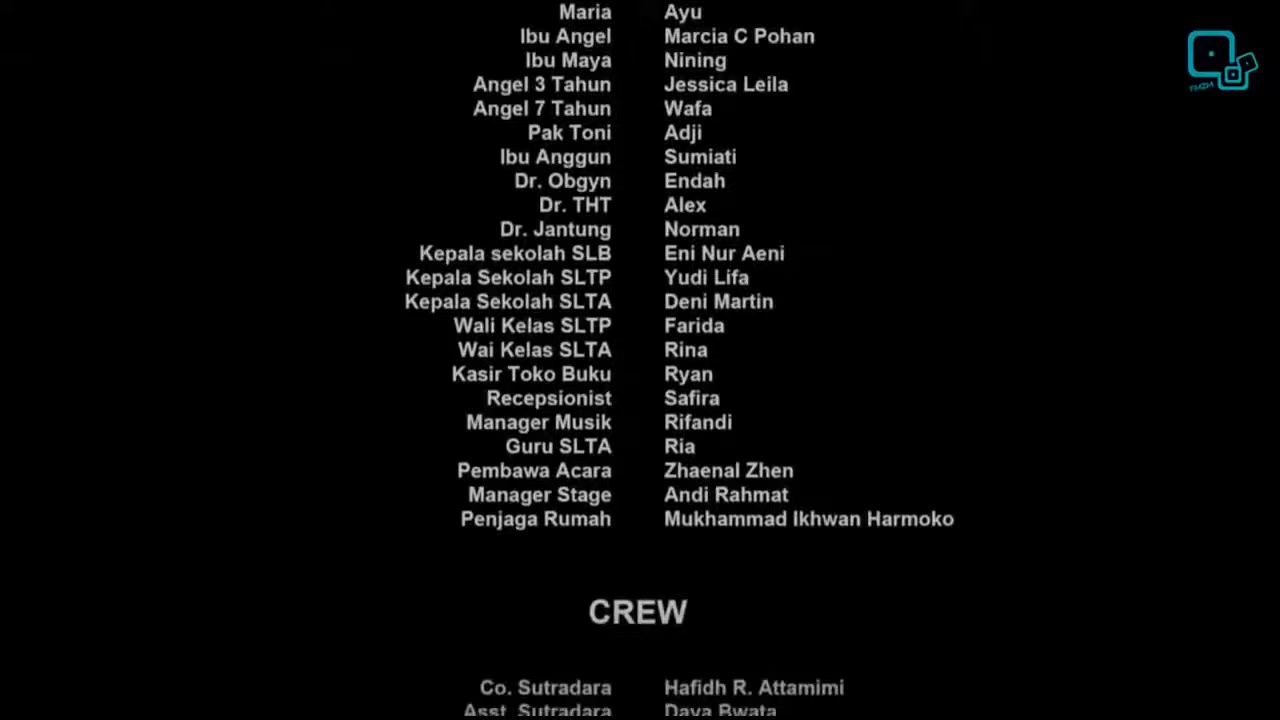 Maria Ayu
Ibu Angel Marcia C Pohan
Ibu Maya Nining
Angel 3 Tahun Jessica Leila
Angel 7 Tahun Wafa
Pak Toni Adji
Ibu Anggun Sumiati
Dr. Obgyn Endah
Dr. THT Alex
Dr. Jantung Norman
Kepala sekolah SLB Eni Nur Aeni
Kepala Sekolah SLTP Yudi Lifa
Kepala Sekolah SLTA Deni Martin
Wali Kelas SLTP Farida
Wai Kelas SLTA Rina
Kasir Toko Buku Ryan
Recepsionist Safira
Manager Musik Rifandi
Guru SLTA Ria
Pembawa Acara Zhaenal Zhen
Manager Stage Andi Rahmat
Penjaga Rumah Mukhammad Ikhwan Harmoko
CREW
Co. Sutradara Hafidh R. Attamimi
Asst. Sutradara Daya Bwata